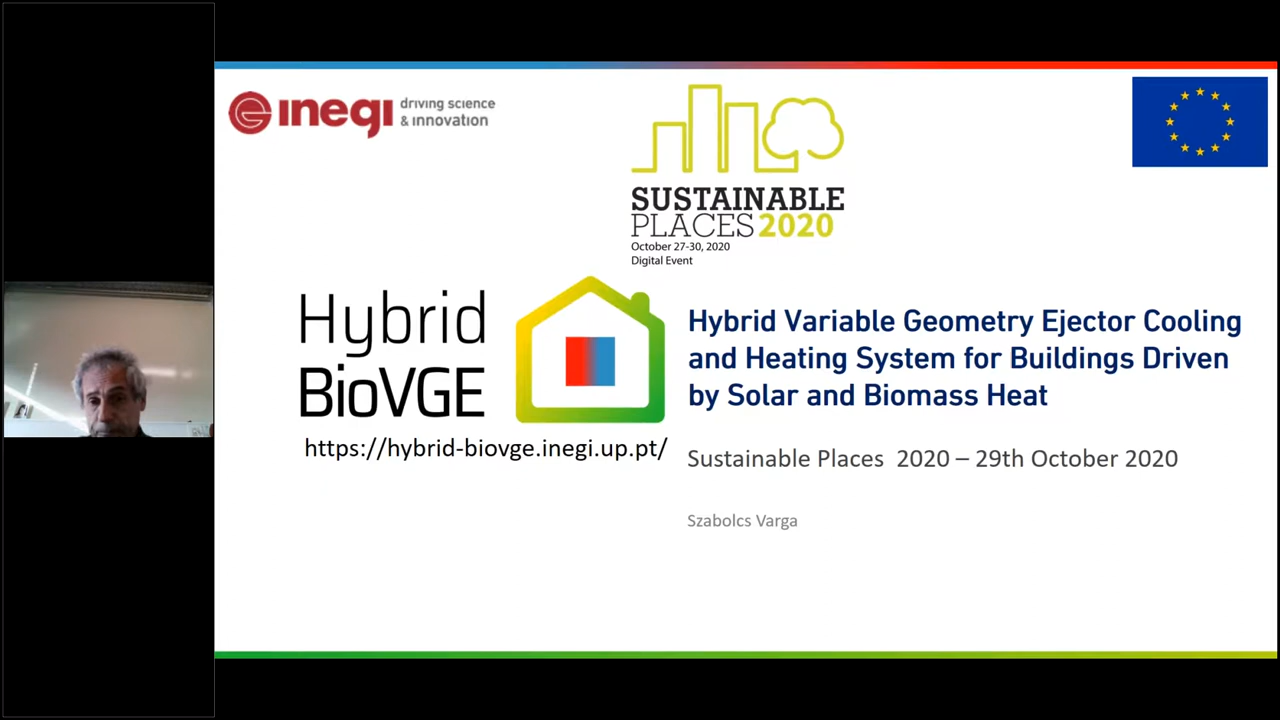 inegi driving science
& innovation
SUSTAINABLE
PLACES 2020
October 27-30, 2020
Digital Event
Hybrid
BioVGE
https://hybrid-biovge.inegi.up.pt/
Hybrid Variable Geometry Ejector Cooling
and Heating System for Buildings Driven
by Solar and Biomass Heat
Sustainable Places 2020 – 29th October 2020
Szabolcs Varga